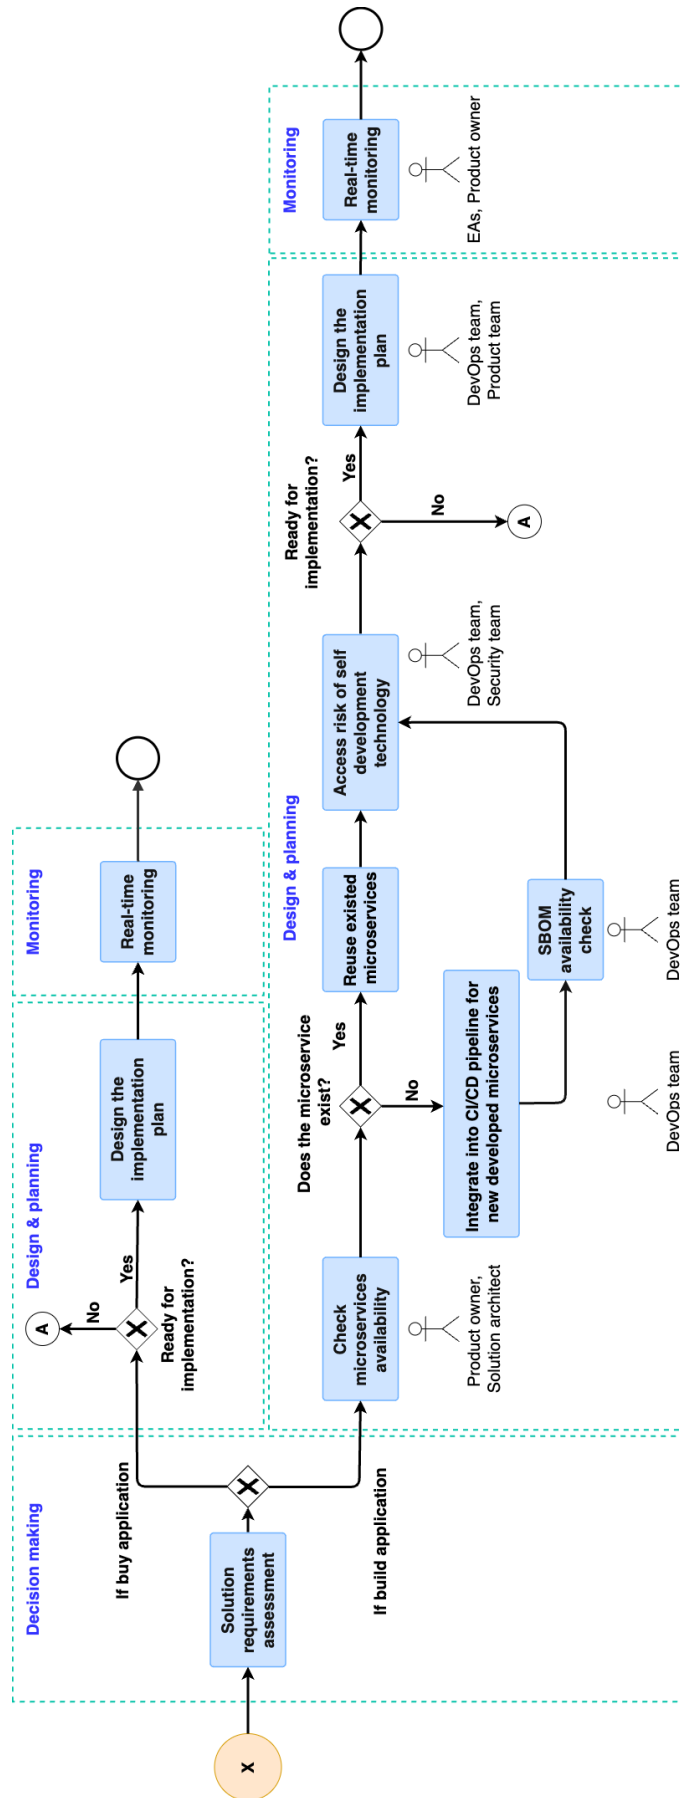 x
Decision making
Solution
requirements
assessment
X
If buy application
If build application
Design & planning
A
No
X
Yes
Ready for
implementation?
Design the
implementation
plan
Monitoring
Real-time
monitoring
Design & planning
Check
microservices
availability
Product owner,
Solution architect
Does the microservice
exist?
X
Yes
No
Reuse existed
microservices
Integrate into CI/CD pipeline for
new developed microservices
DevOps team
SBOM
availability
check
DevOps team
Access risk of self
development
technology
DevOps team,
Security team
Ready for
implementation?
X
Yes
No
A
Design the
implementation
plan
DevOps team,
Product team
Monitoring
Real-time
monitoring
EAs, Product owner